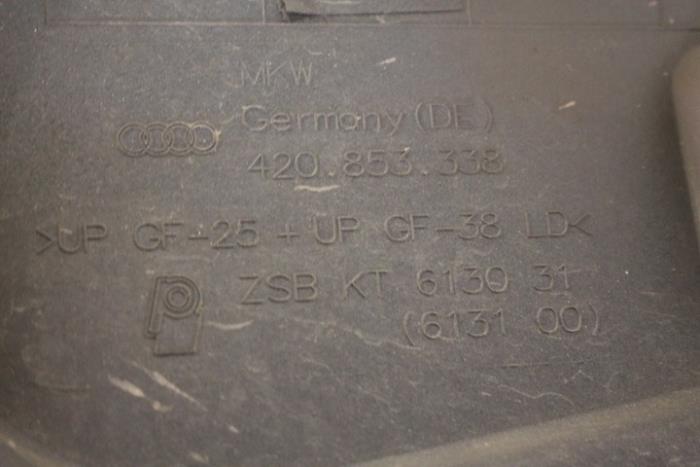 MKW
Germany (DE)
420.853.338
>UP GF-25 + UP GF-38 LD<
ZSB KT 6130 31
(6131 00)